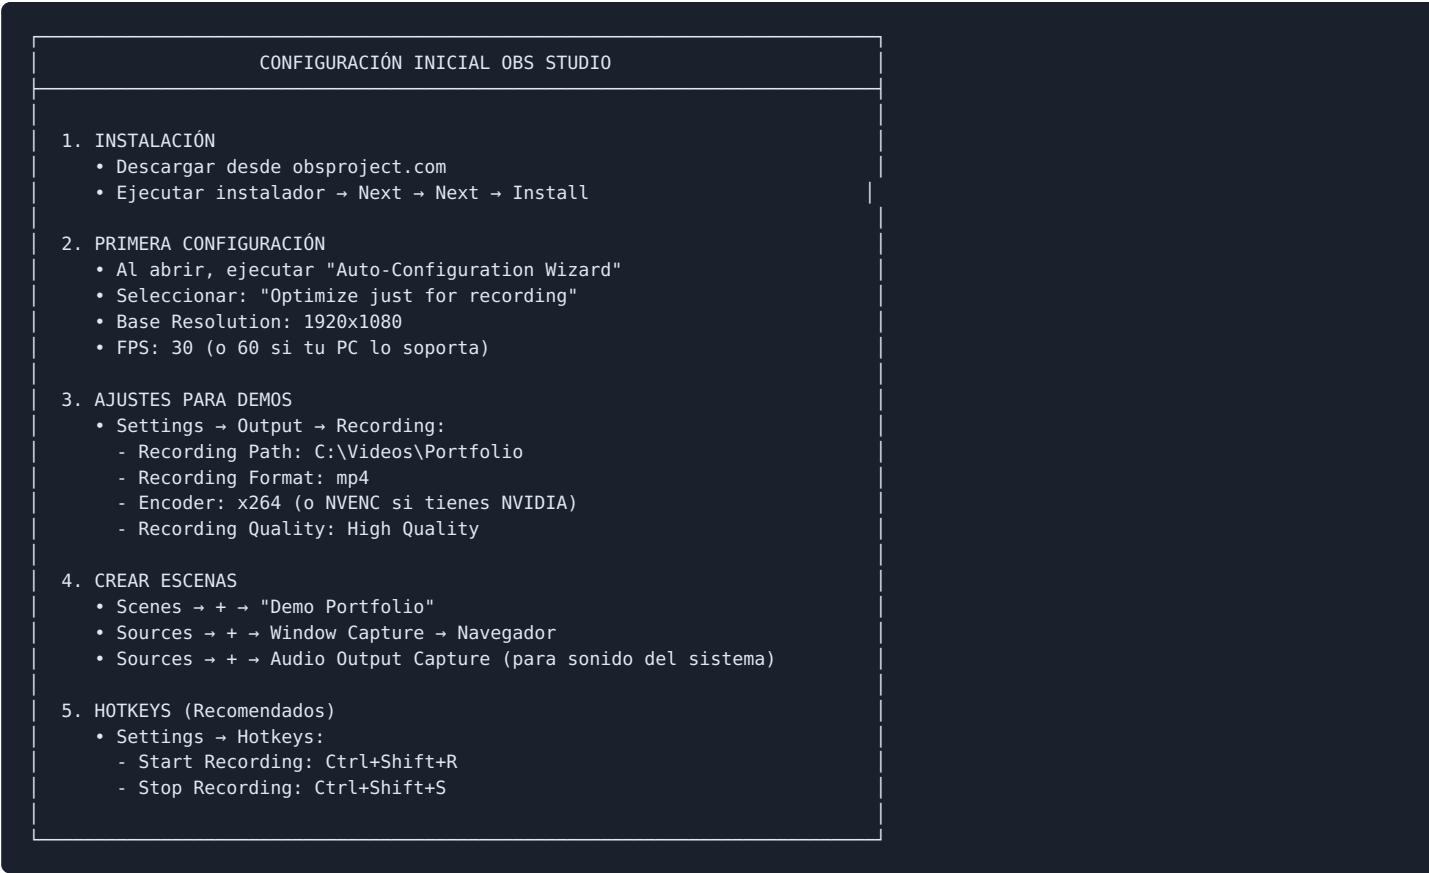 CONFIGURACIÓN INICIAL OBS STUDIO
1. INSTALACIÓN
• Descargar desde obsproject.com
• Ejecutar instalador → Next → Next → Install
2. PRIMERA CONFIGURACIÓN
• Al abrir, ejecutar "Auto-Configuration Wizard"
• Seleccionar: "Optimize just for recording"
• Base Resolution: 1920x1080
• FPS: 30 (o 60 si tu PC lo soporta)
3. AJUSTES PARA DEMOS
• Settings → Output → Recording:
- Recording Path: C:\Videos\Portfolio
- Recording Format: mp4
- Encoder: x264 (o NVENC si tienes NVIDIA)
- Recording Quality: High Quality
4. CREAR ESCENAS
• Scenes → + → "Demo Portfolio"
• Sources → + → Window Capture → Navegador
• Sources → + → Audio Output Capture (para sonido del sistema)
5. HOTKEYS (Recomendados)
• Settings → Hotkeys:
- Start Recording: Ctrl+Shift+R
- Stop Recording: Ctrl+Shift+S